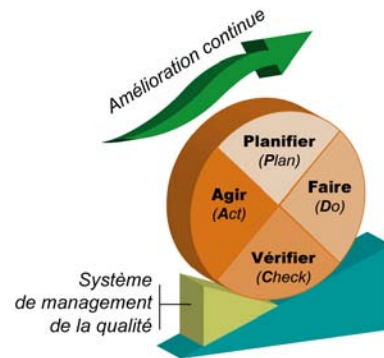 Amélioration continue
Planifier
(Plan)
Faire
(Do)
Agir
(Act)
Vérifier
(Check)
Système
de management
de la qualité